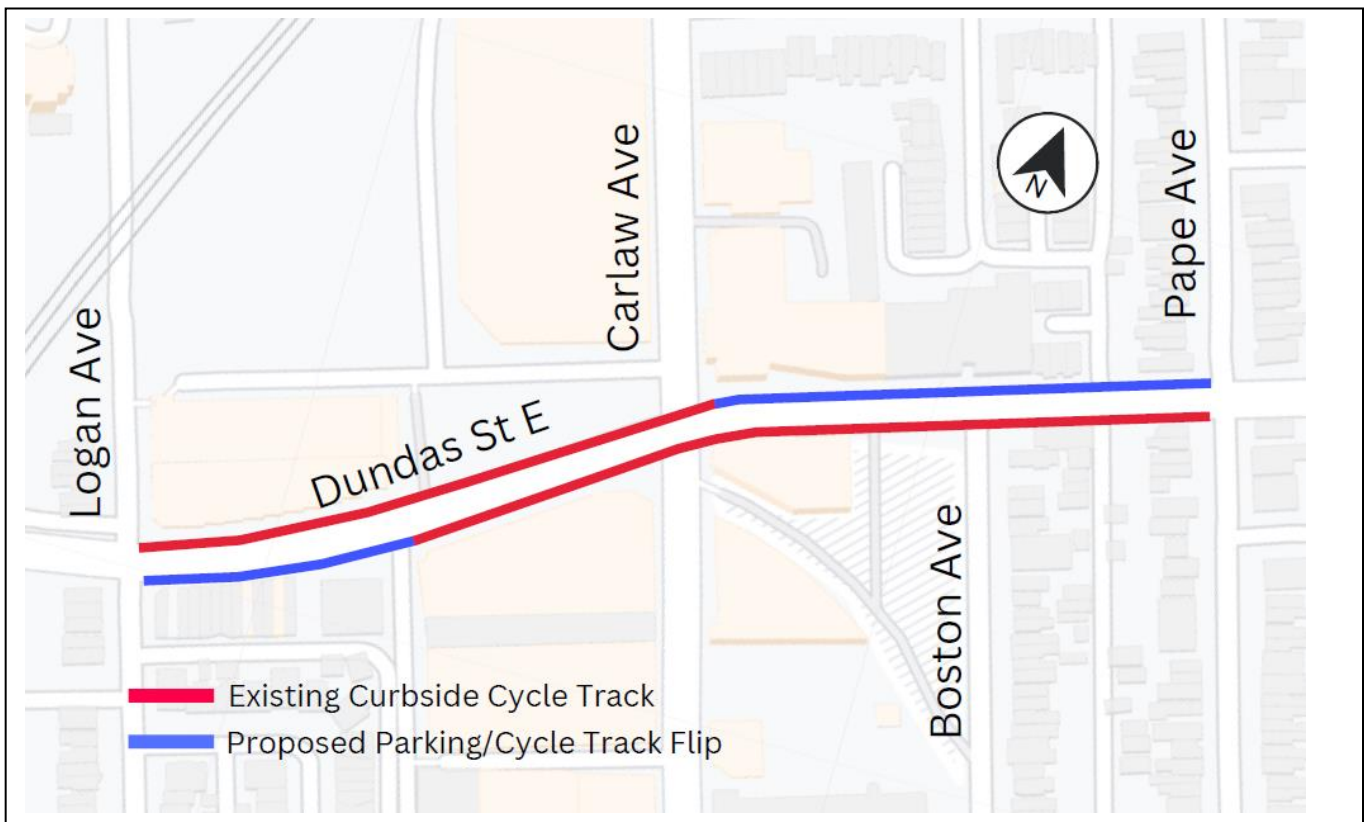 Logan Ave
Dundas St E
Carlaw Ave
Boston Ave
Pape Ave
N
Existing Curbside Cycle Track
Proposed Parking/Cycle Track Flip